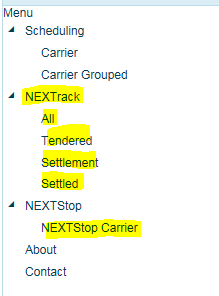 Menu
Scheduling
Carrier
Carrier Grouped
NEXTrack
All
Tendered
Settlement
Settled
NEXTStop
NEXTStop Carrier
About
Contact